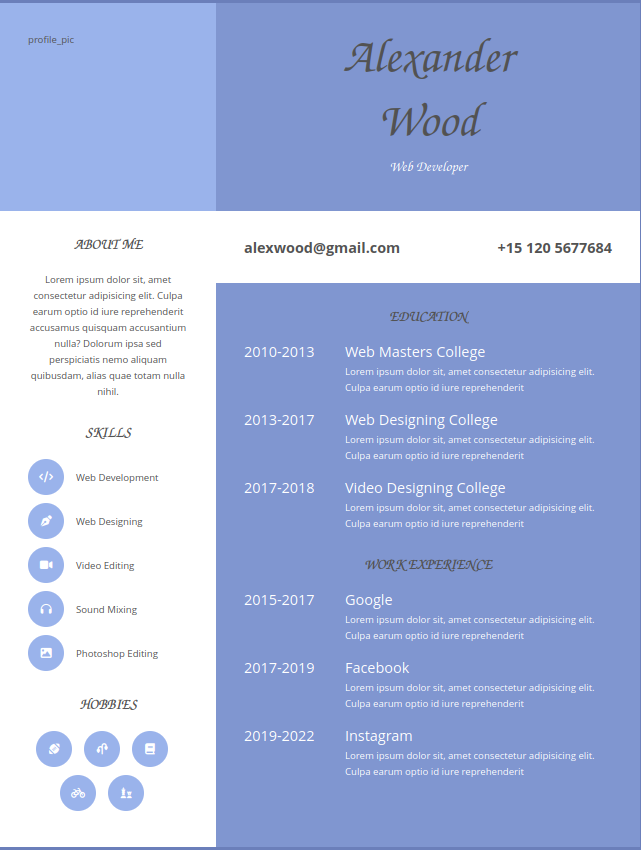 profile_pic
Alexander
Wood
Web Developer
alexwood@gmail.com
+15 120 5677684
ABOUT ME
Lorem ipsum dolor sit, amet
consectetur adipisicing elit. Culpa
earum optio id iure reprehenderit
accusamus quisquam accusantium
nulla? Dolorum ipsa sed
perspiciatis nemo aliquam
quibusdam, alias quae totam nulla
nihil.
SKILLS
Web Development
Web Designing
Video Editing
Sound Mixing
Photoshop Editing
HOBBIES
EDUCATION
2010-2013 Web Masters College
Lorem ipsum dolor sit, amet consectetur adipisicing elit.
Culpa earum optio id iure reprehenderit
2013-2017 Web Designing College
Lorem ipsum dolor sit, amet consectetur adipisicing elit.
Culpa earum optio id iure reprehenderit
2017-2018 Video Designing College
Lorem ipsum dolor sit, amet consectetur adipisicing elit.
Culpa earum optio id iure reprehenderit
WORK EXPERIENCE
2015-2017 Google
Lorem ipsum dolor sit, amet consectetur adipisicing elit.
Culpa earum optio id iure reprehenderit
2017-2019 Facebook
Lorem ipsum dolor sit, amet consectetur adipisicing elit.
Culpa earum optio id iure reprehenderit
2019-2022 Instagram
Lorem ipsum dolor sit, amet consectetur adipisicing elit.
Culpa earum optio id iure reprehenderit